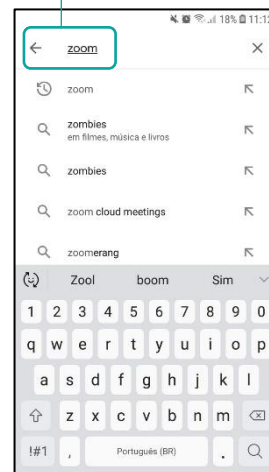 18% 11:12
zoom
zoom
zombies
em filmes, música e livros
zombies
zoom cloud meetings
zoomerang
Zool boom Sim
1 2 3 4 5 6 7 8 9 0
q w e r t y u i o p
a s d f g h j k l
z x c v b n m
!#1 , Português (BR) .